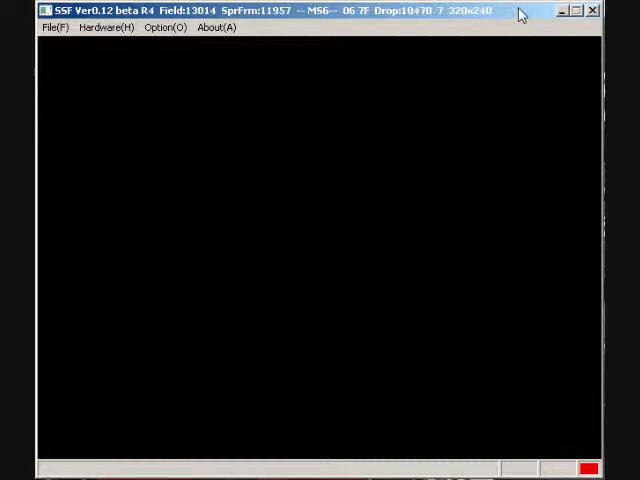 SSF Ver0.12 beta R4 Field:13014 SprFrm:11957 -- MS6-- 06 7F Drop:10470 7 320x240
File(F) Hardware(H) Option(O) About(A)